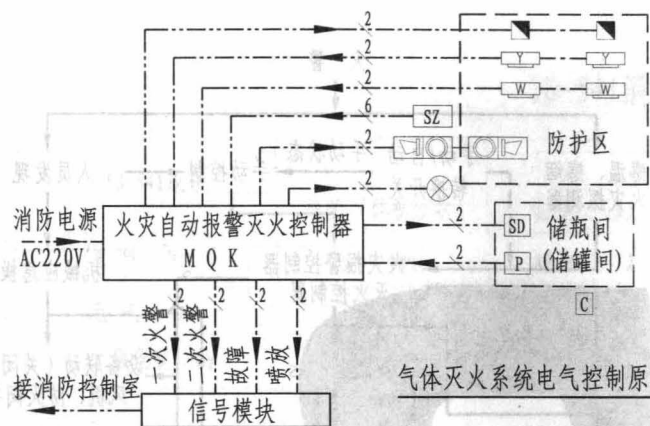 2
2
Y
Y
2
W
W
6
SZ
2
防护区
2
消防电源
AC220V
火灾自动报警灭火控制器
MQK
2
SD
储瓶间
(储罐间)
2
P
C
2
2
2
2
一次火警
二次火警
故障
喷放
接消防控制室
信号模块
气体灭火系统电气控制原